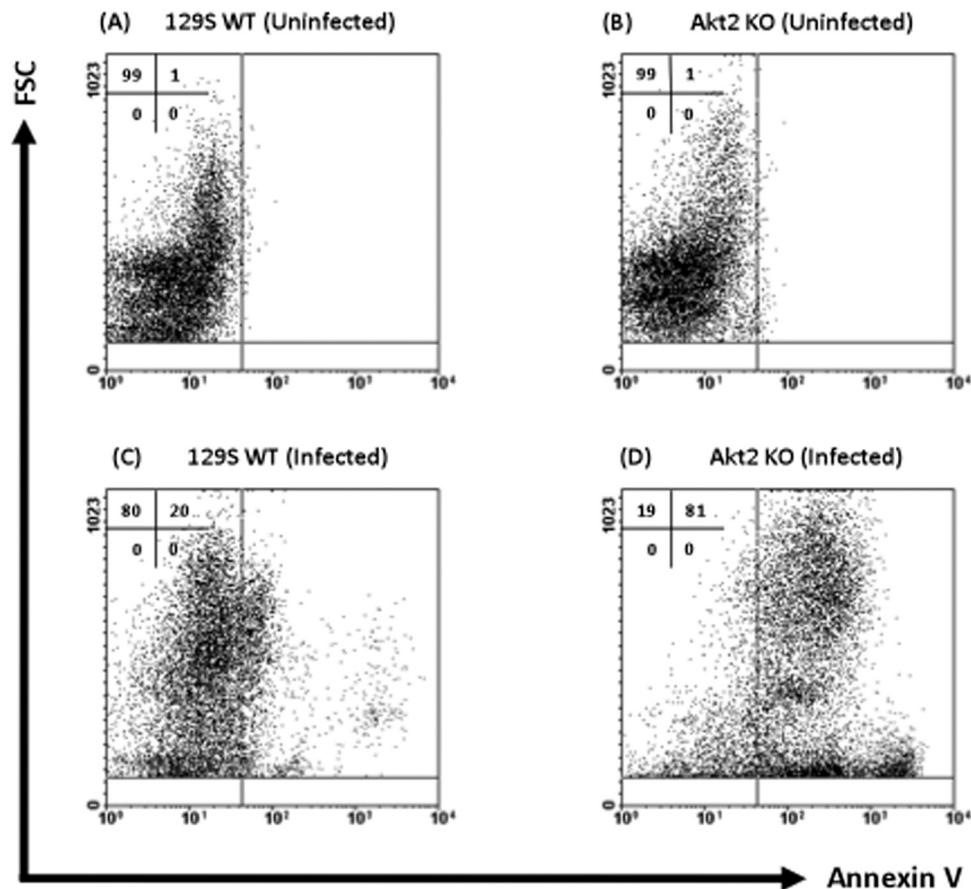 (A) 129S WT (Uninfected)
(B) Akt2 KO (Uninfected)
FSC
1023
99 1
0 0
0
10⁰ 10¹ 10² 10³ 10⁴
1023
99 1
0 0
0
10⁰ 10¹ 10² 10³ 10⁴
(C) 129S WT (Infected)
(D) Akt2 KO (Infected)
1023
80 20
0 0
0
10⁰ 10¹ 10² 10³ 10⁴
1023
19 81
0 0
0
10⁰ 10¹ 10² 10³ 10⁴
Annexin V